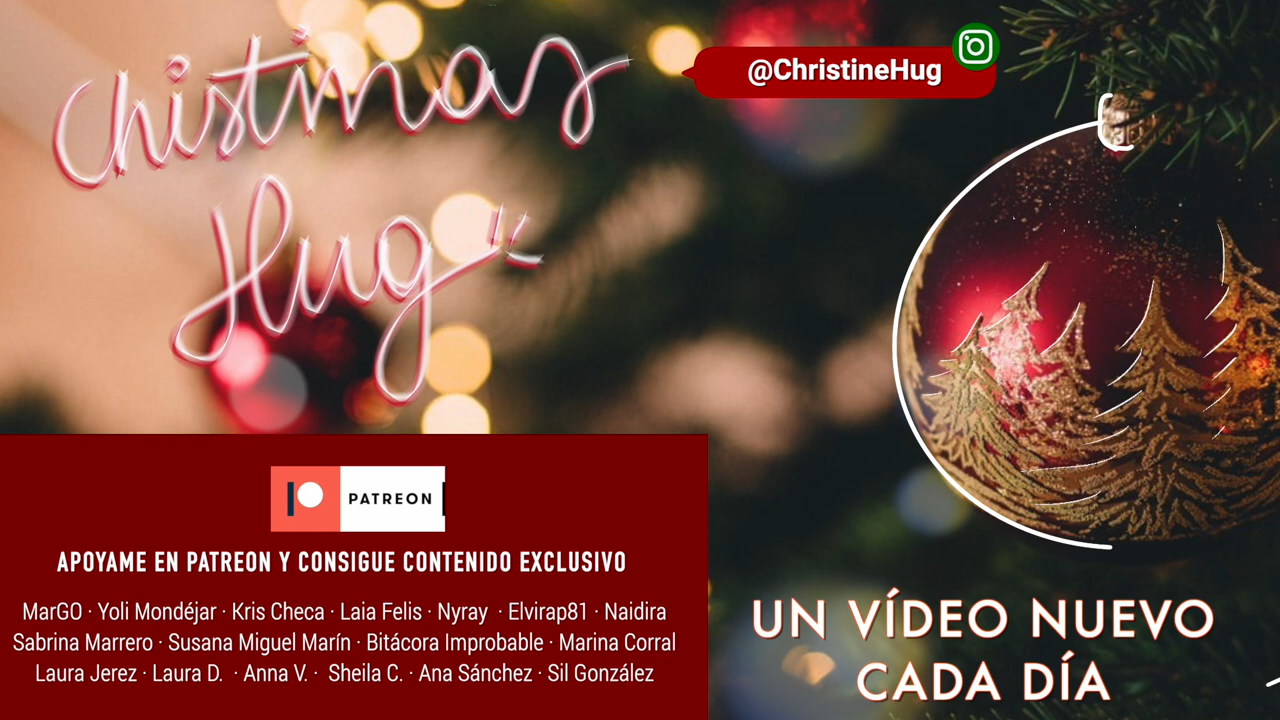 Chistmas
Hug
@ChristineHug
PATREON
APOYAME EN PATREON Y CONSIGUE CONTENIDO EXCLUSIVO
MarGO · Yoli Mondéjar · Kris Checa · Laia Felis · Nyray · Elvirap81 · Naidira
Sabrina Marrero · Susana Miguel Marín · Bitácora Improbable · Marina Corral
Laura Jerez · Laura D. · Anna V. · Sheila C. · Ana Sánchez · Sil González
UN VÍDEO NUEVO
CADA DÍA